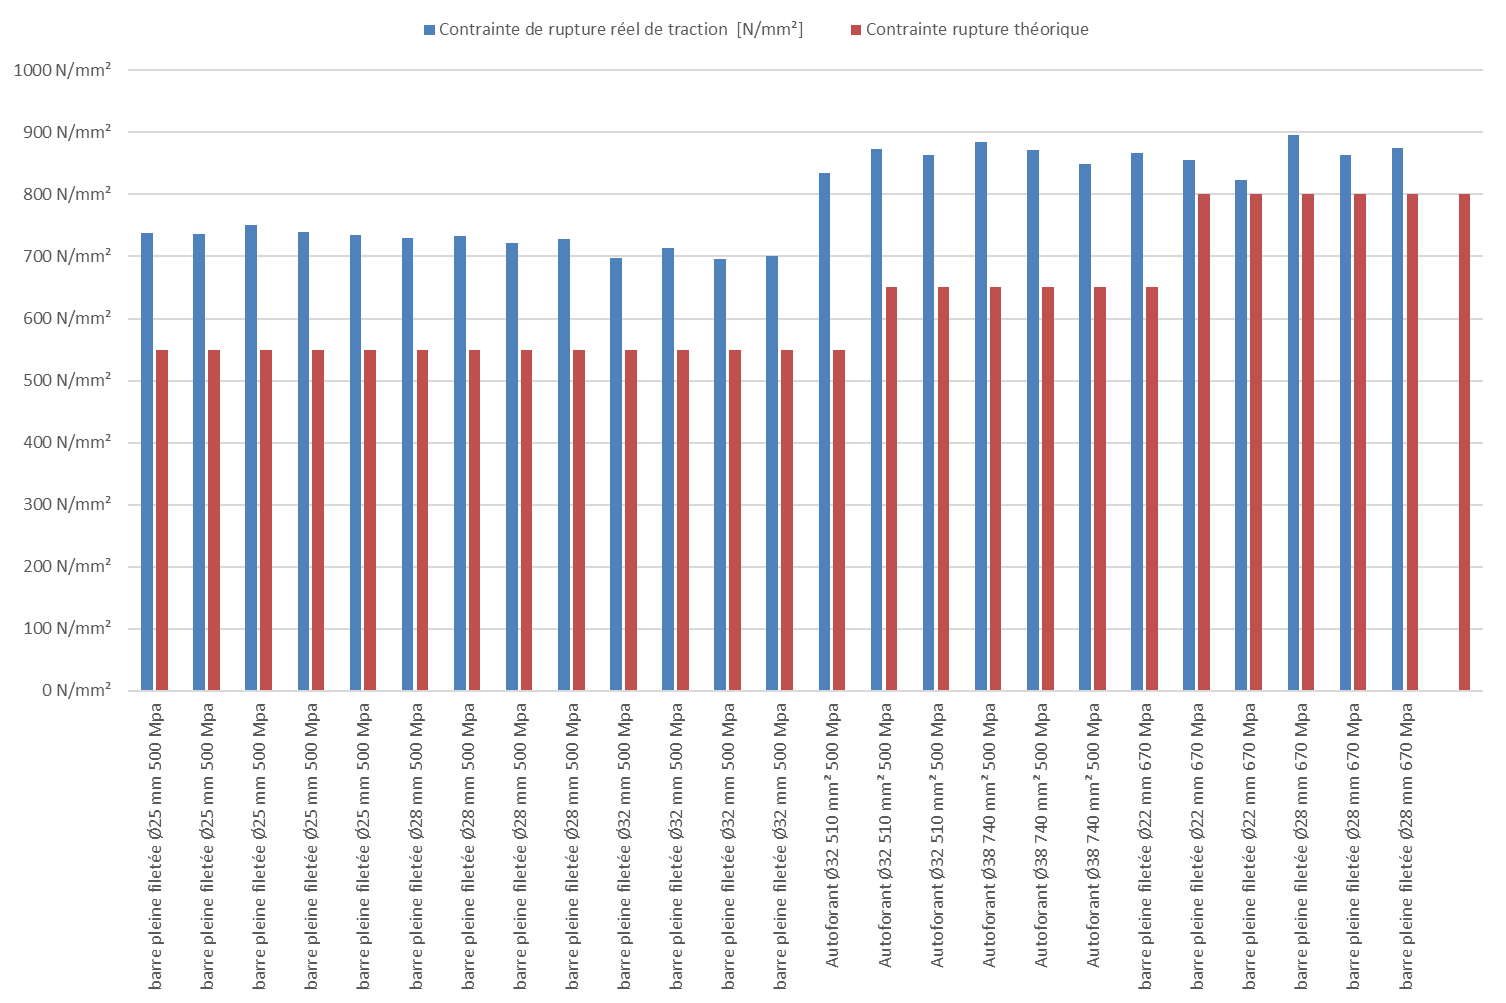 Contrainte de rupture réel de traction  [N/mm²]
Contrainte rupture théorique
1000 N/mm²
900 N/mm²
800 N/mm²
700 N/mm²
600 N/mm²
500 N/mm²
400 N/mm²
300 N/mm²
200 N/mm²
100 N/mm²
0 N/mm²
barre pleine filetée Ø25 mm 500 Mpa
barre pleine filetée Ø25 mm 500 Mpa
barre pleine filetée Ø25 mm 500 Mpa
barre pleine filetée Ø25 mm 500 Mpa
barre pleine filetée Ø25 mm 500 Mpa
barre pleine filetée Ø28 mm 500 Mpa
barre pleine filetée Ø28 mm 500 Mpa
barre pleine filetée Ø28 mm 500 Mpa
barre pleine filetée Ø28 mm 500 Mpa
barre pleine filetée Ø32 mm 500 Mpa
barre pleine filetée Ø32 mm 500 Mpa
barre pleine filetée Ø32 mm 500 Mpa
barre pleine filetée Ø32 mm 500 Mpa
Autoforant Ø32 510 mm² 500 Mpa
Autoforant Ø32 510 mm² 500 Mpa
Autoforant Ø32 510 mm² 500 Mpa
Autoforant Ø38 740 mm² 500 Mpa
Autoforant Ø38 740 mm² 500 Mpa
Autoforant Ø38 740 mm² 500 Mpa
barre pleine filetée Ø22 mm 670 Mpa
barre pleine filetée Ø22 mm 670 Mpa
barre pleine filetée Ø22 mm 670 Mpa
barre pleine filetée Ø28 mm 670 Mpa
barre pleine filetée Ø28 mm 670 Mpa
barre pleine filetée Ø28 mm 670 Mpa